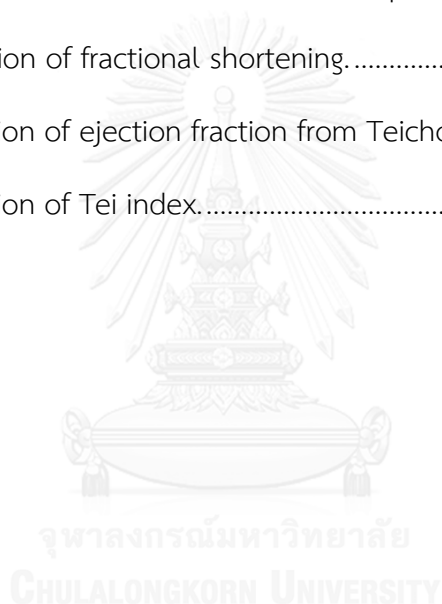 ion of fractional shortening..............
ion of ejection fraction from Teicho
ion of Tei index....................................
จุฬาลงกรณ์มหาวิทยาลัย
CHULALONGKORN UNIVERSITY